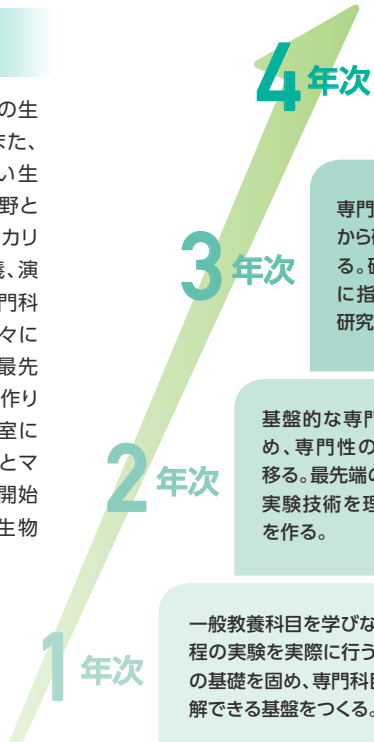 の生
また、
い生
野と
カリ
義、演
門科
々に
最先
作り
室に
とマ
開始
生物
4年次
3年次
専門
から研
る。研
に指
研究
2年次
基盤的な専門
め、専門性の
移る。最先端の
実験技術を理
を作る。
1年次
一般教養科目を学びな
程の実験を実際に行う
の基礎を固め、専門科目
解できる基盤をつくる。